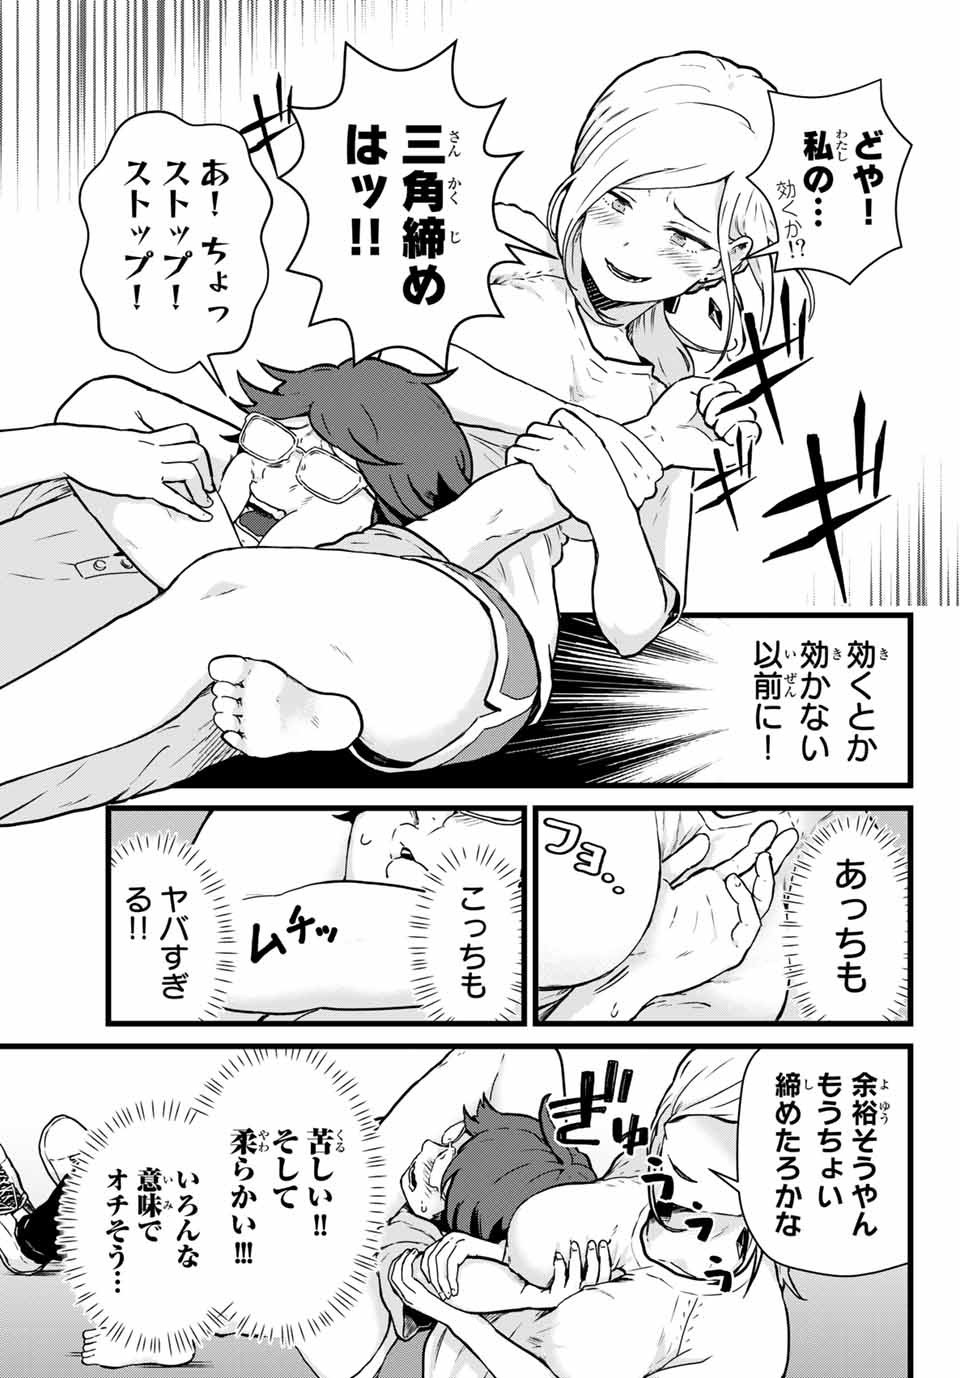 どや!
私の…
三角締め
はッ!!
効くか!?
あ!ちょっ
ストップ!
ストップ!
ギギギ
効くとか
効かない
以前に!
あっちも
フヨ..
こっちも
ムチッ
ヤバすぎ
る!!
余裕そうやん
もうちょい
締めたろかな
ぎゅ
うりうり
苦しい!!
そして
柔らかい!!!
いろんな
意味で
オチそう…